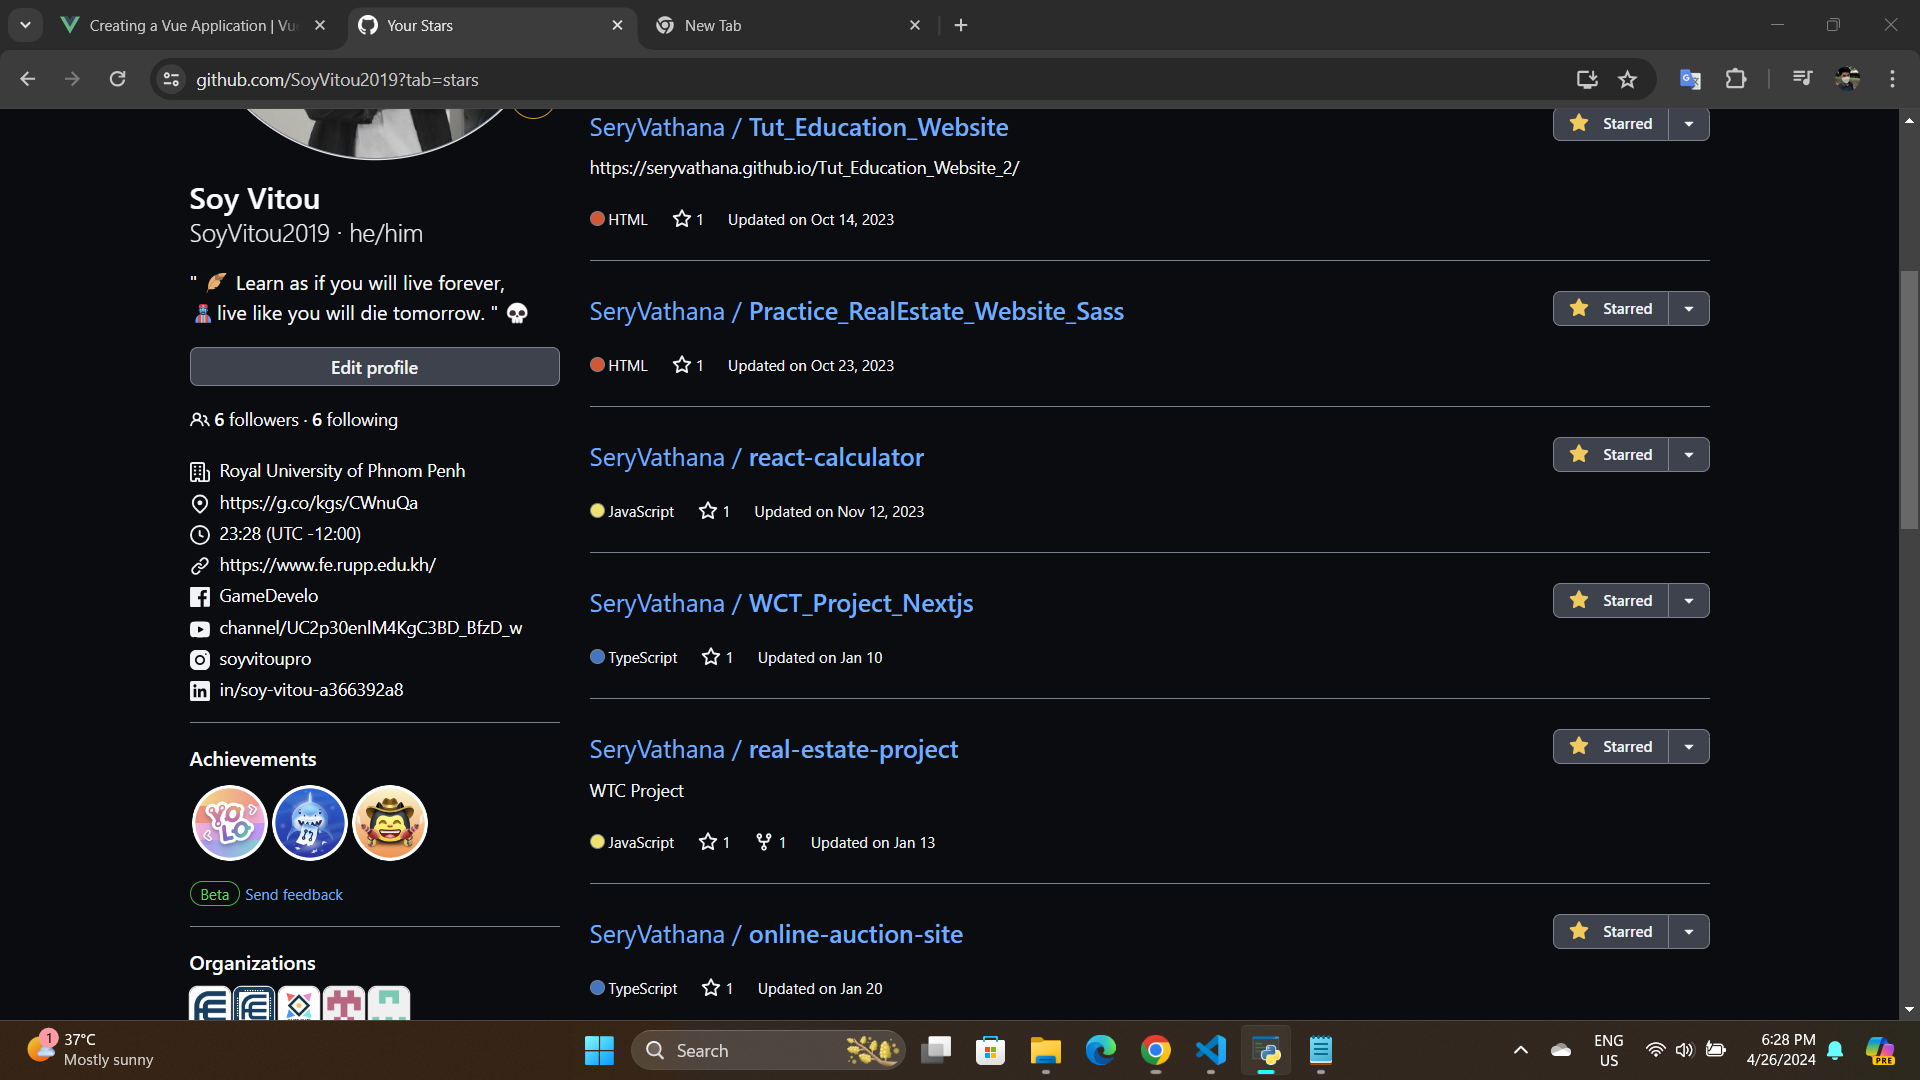 Creating a Vue Application | Vu
Your Stars
New Tab
github.com/SoyVitou2019?tab=stars
Soy Vitou
SoyVitou2019 · he/him
" Learn as if you will live forever,
live like you will die tomorrow. "
Edit profile
6 followers · 6 following
Royal University of Phnom Penh
https://g.co/kgs/CWnuQa
23:28 (UTC -12:00)
https://www.fe.rupp.edu.kh/
GameDevelo
channel/UC2p30enlM4KgC3BD_BfzD_w
soyvitoupro
in/soy-vitou-a366392a8
Achievements
YOLO
Beta Send feedback
Organizations
SeryVathana / Tut_Education_Website
Starred
https://seryvathana.github.io/Tut_Education_Website_2/
HTML 1 Updated on Oct 14, 2023
SeryVathana / Practice_RealEstate_Website_Sass
Starred
HTML 1 Updated on Oct 23, 2023
SeryVathana / react-calculator
Starred
JavaScript 1 Updated on Nov 12, 2023
SeryVathana / WCT_Project_Nextjs
Starred
TypeScript 1 Updated on Jan 10
SeryVathana / real-estate-project
Starred
WTC Project
JavaScript 1 1 Updated on Jan 13
SeryVathana / online-auction-site
Starred
TypeScript 1 Updated on Jan 20
1
37°C
Mostly sunny
Search
ENG
US
6:28 PM
4/26/2024
PRE